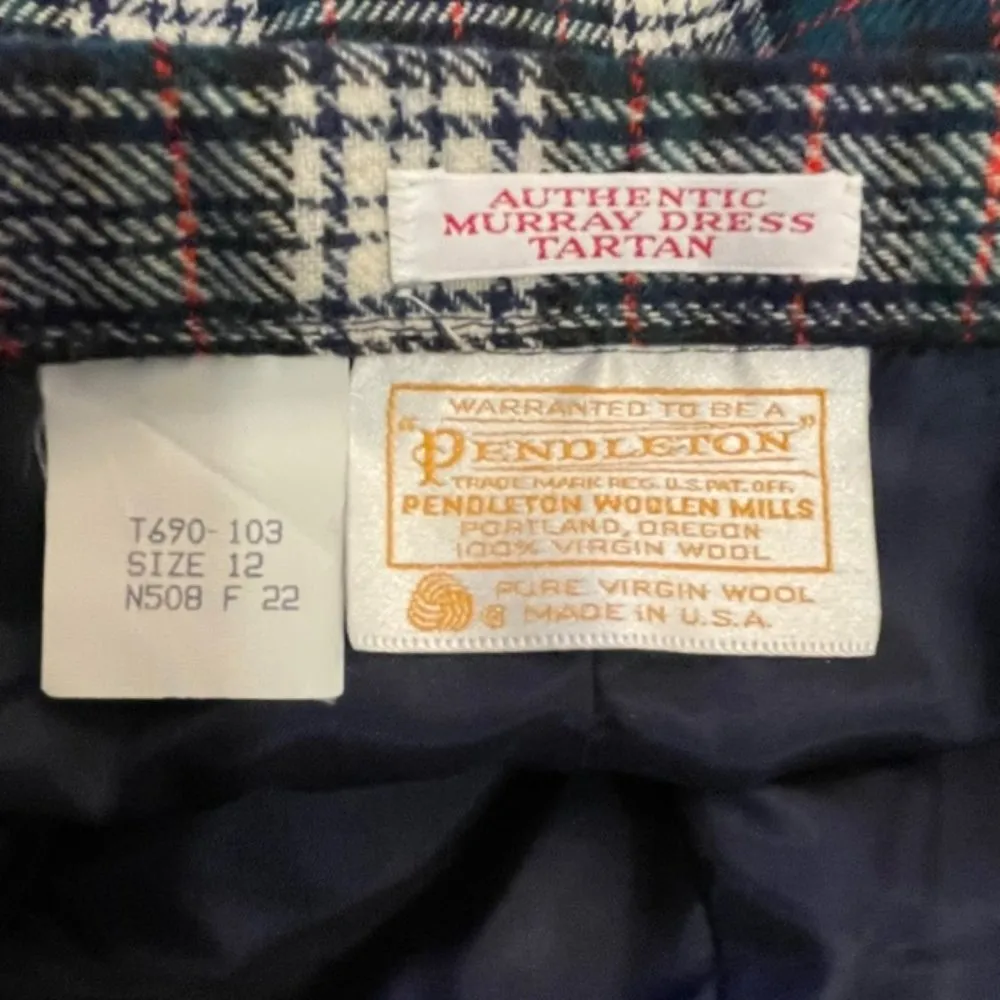 AUTHENTIC
MURRAY DRESS
TARTAN
T690-103
SIZE 12
N508 F 22
WARRANTED TO BE A
"PENDLETON"
TRADE MARK REG. U.S. PAT. OFF.
PENDLETON WOOLEN MILLS
PORTLAND, OREGON
100% VIRGIN WOOL
PURE VIRGIN WOOL
6 MADE IN U.S.A.